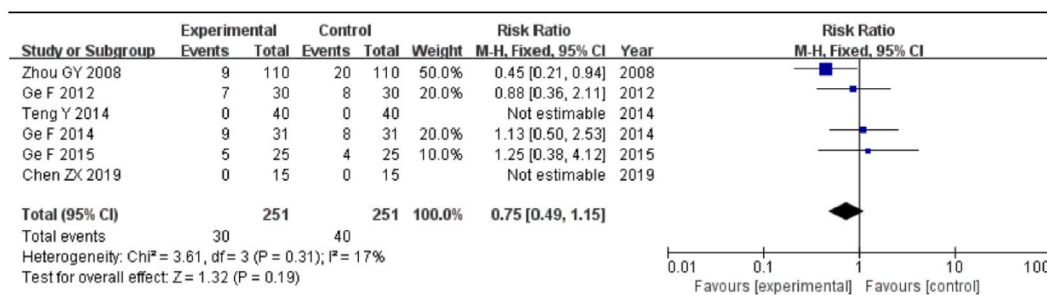 Experimental Control Risk Ratio Risk Ratio
Study or Subgroup Events Total Events Total Weight M-H, Fixed, 95% CI Year M-H, Fixed, 95% CI
Zhou GY 2008 9 110 20 110 50.0% 0.45 [0.21, 0.94] 2008
Ge F 2012 7 30 8 30 20.0% 0.88 [0.36, 2.11] 2012
Teng Y 2014 0 40 0 40 Not estimable 2014
Ge F 2014 9 31 8 31 20.0% 1.13 [0.50, 2.53] 2014
Ge F 2015 5 25 4 25 10.0% 1.25 [0.38, 4.12] 2015
Chen ZX 2019 0 15 0 15 Not estimable 2019
Total (95% CI) 251 251 100.0% 0.75 [0.49, 1.15]
Total events 30 40
Heterogeneity: Chi² = 3.61, df = 3 (P = 0.31); I² = 17%
Test for overall effect: Z = 1.32 (P = 0.19)
0.01 0.1 1 10 100
Favours [experimental] Favours [control]